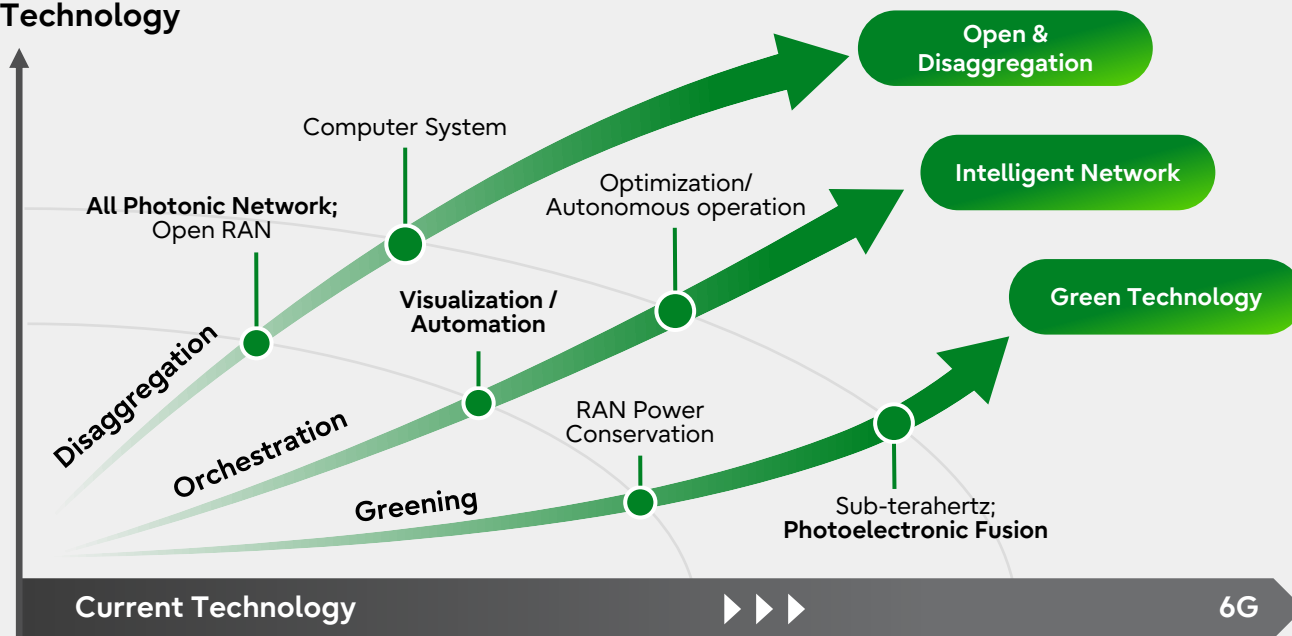 Technology
Open &
Disaggregation
Computer System
Intelligent Network
Optimization/
Autonomous operation
All Photonic Network;
Open RAN
Green Technology
Visualization /
Automation
Disaggregation
RAN Power
Conservation
Orchestration
Greening
Sub-terahertz;
Photoelectronic Fusion
Current Technology
6G